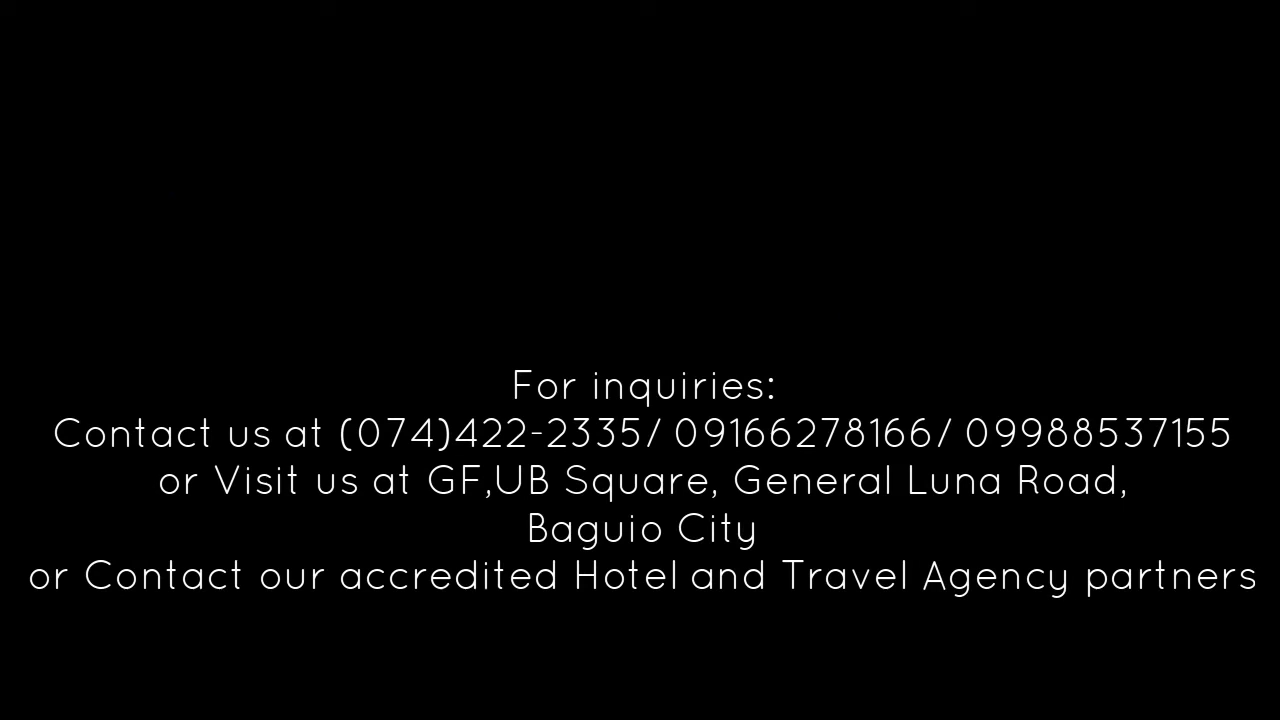 For inquiries:
Contact us at (074)422-2335/ 09166278166/ 09988537155
or Visit us at GF,UB Square, General Luna Road,
Baguio City
or Contact our accredited Hotel and Travel Agency partners